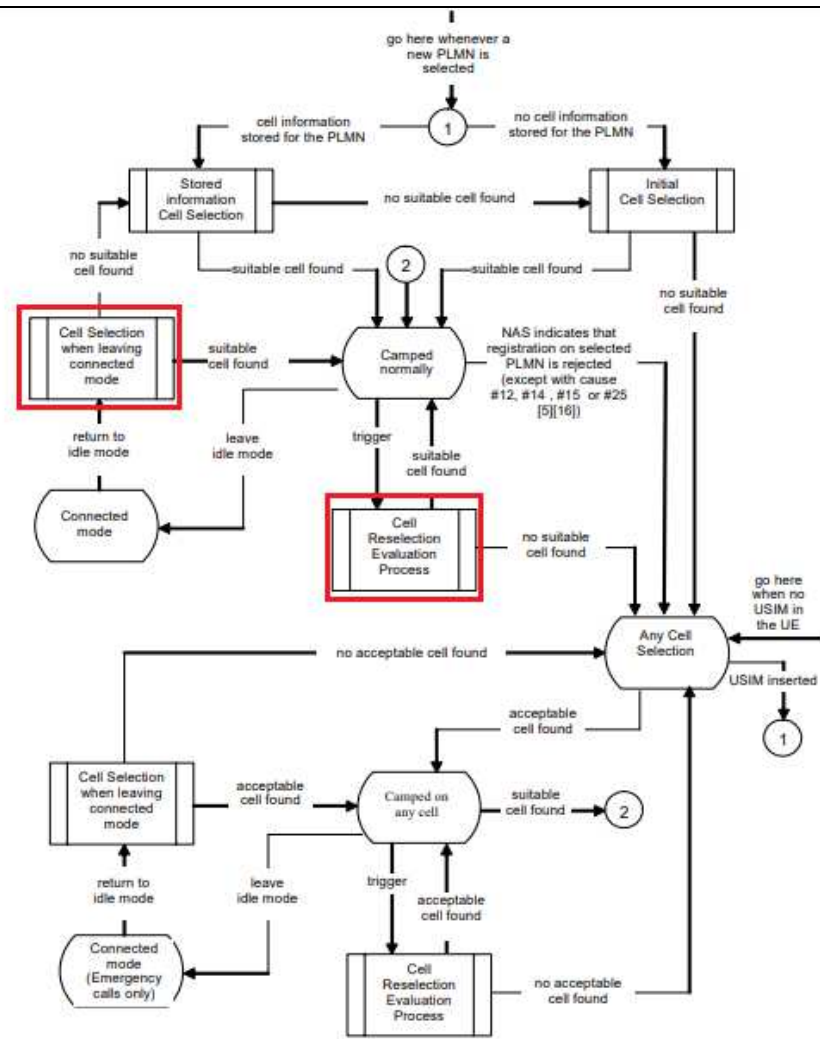 go here whenever a
new PLMN is
selected
cell information
stored for the PLMN
1
no cell information
stored for the PLMN
Stored
information
Cell Selection
no suitable cell found
Initial
Cell Selection
no suitable
cell found
suitable cell found
2
suitable cell found
no suitable
cell found
Cell Selection
when leaving
connected
mode
suitable
cell found
Camped
normally
NAS indicates that
registration on selected
PLMN is rejected
(except with cause
#12, #14 , #15 or #25
[5][16])
return to
idle mode
leave
idle mode
trigger
suitable
cell found
Connected
mode
Cell
Reselection
Evaluation
Process
no suitable
cell found
go here
when no
USIM in
the UE
Any Cell
Selection
no acceptable cell found
USIM inserted
1
acceptable
cell found
Cell Selection
when leaving
connected
mode
acceptable
cell found
Camped on
any cell
suitable
cell found
2
return to
idle mode
leave
idle mode
trigger
acceptable
cell found
Connected
mode
(Emergency
calls only)
Cell
Reselection
Evaluation
Process
no acceptable
cell found